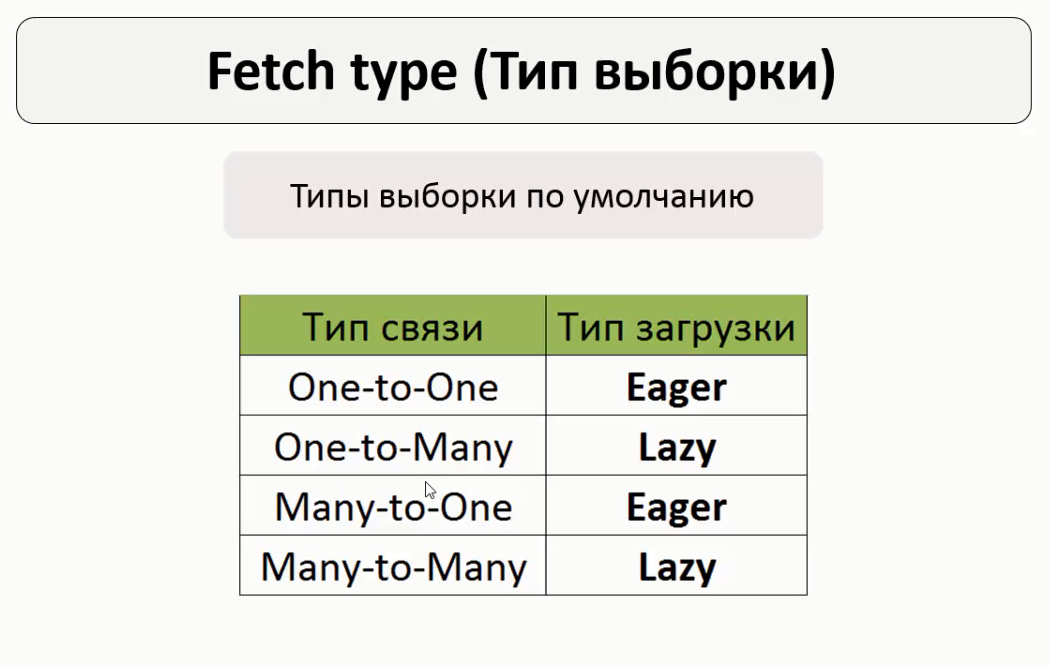 Fetch type (Тип выборки)
Типы выборки по умолчанию
Тип связи Тип загрузки
One-to-One Eager
One-to-Many Lazy
Many-to-One Eager
Many-to-Many Lazy